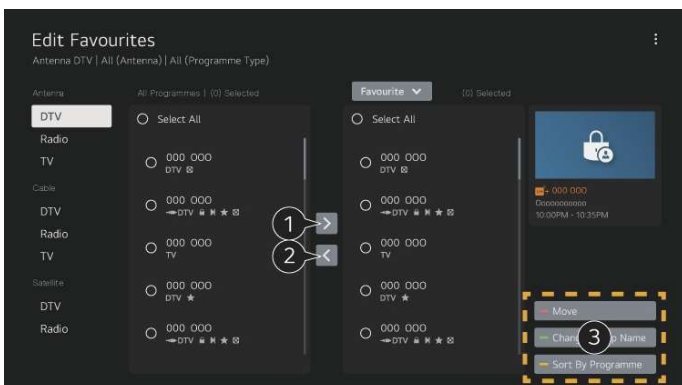 Edit Favourites
Antenna DTV | All (Antenna) | All (Programme Type)
Antenna
DTV
Radio
TV
Cable
DTV
Radio
TV
Satellite
DTV
Radio
All Programmes | (0) Selected
Select All
000 000
DTV
000 000
DTV
000 000
TV
000 000
DTV
000 000
DTV
1
2
Favourite
(0) Selected
Select All
000 000
DTV
000 000
DTV
000 000
TV
000 000
DTV
000 000
DTV
000 000
10:00PM - 10:35PM
Move
3
Name
Sort By Programme